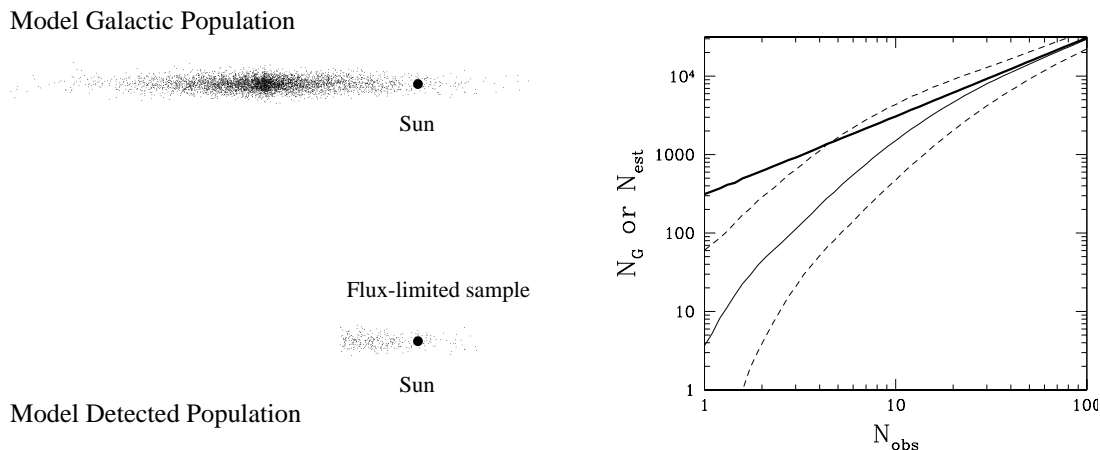 Model Galactic Population
Sun
Flux-limited sample
Sun
Model Detected Population
N_G or N_est
10⁴
1000
100
10
1
1
10
100
N_obs